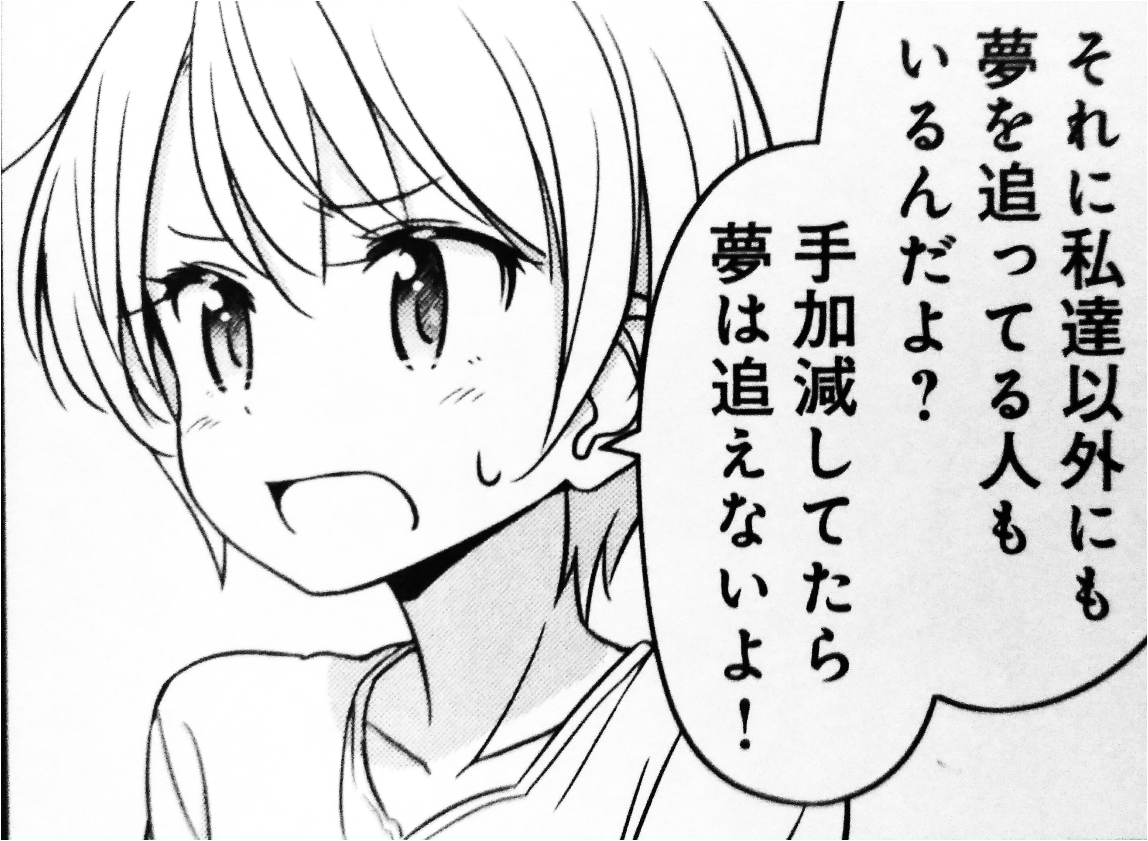 それに私達以外にも
夢を追ってる人も
いるんだよ?
手加減してたら
夢は追えないよ!